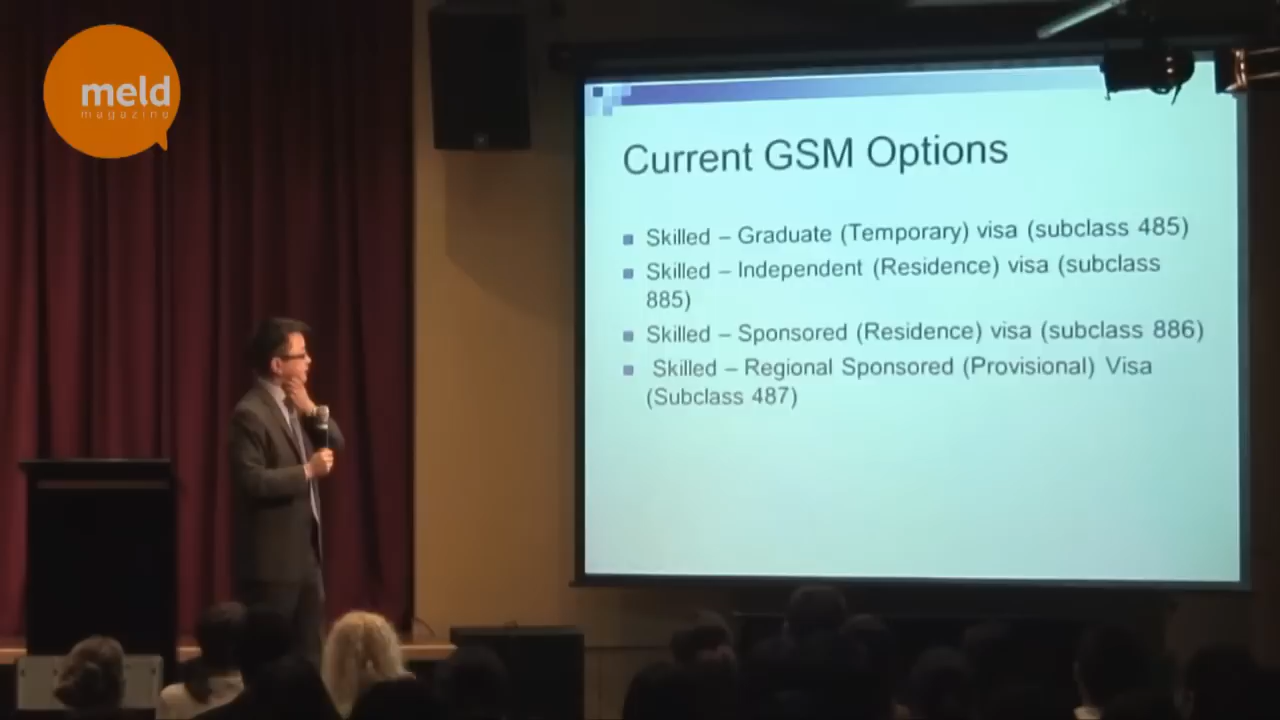 meld
magazine
Current GSM Options
Skilled – Graduate (Temporary) visa (subclass 485)
Skilled – Independent (Residence) visa (subclass
885)
Skilled – Sponsored (Residence) visa (subclass 886)
Skilled – Regional Sponsored (Provisional) Visa
(Subclass 487)